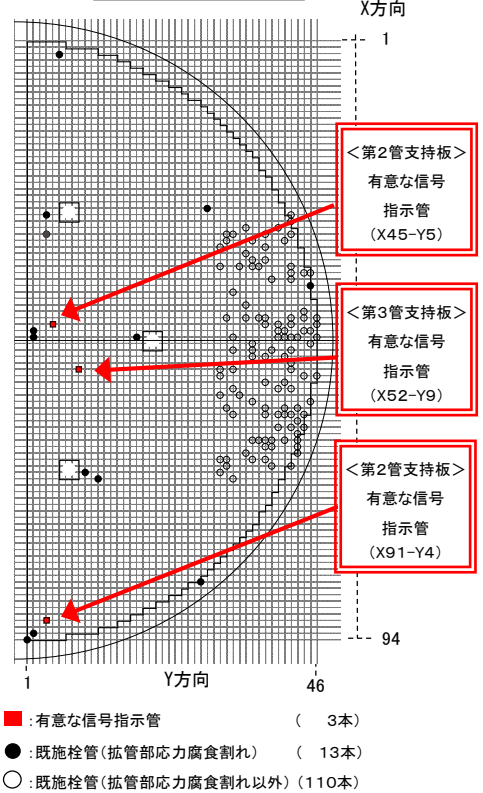 X方向
1
＜第2管支持板＞
有意な信号
指示管
（X45-Y5）
＜第3管支持板＞
有意な信号
指示管
（X52-Y9）
＜第2管支持板＞
有意な信号
指示管
（X91-Y4）
94
1
Y方向
46
：有意な信号指示管 （ 3本）
：既施栓管（拡管部応力腐食割れ） （ 13本）
：既施栓管（拡管部応力腐食割れ以外）（110本）